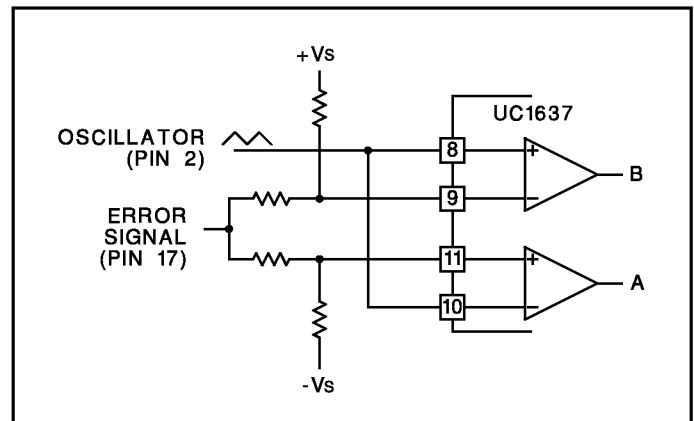 +Vs
UC1637
OSCILLATOR
(PIN 2)
8
+
B
9
−
ERROR
SIGNAL
(PIN 17)
11
+
A
10
−
-Vs